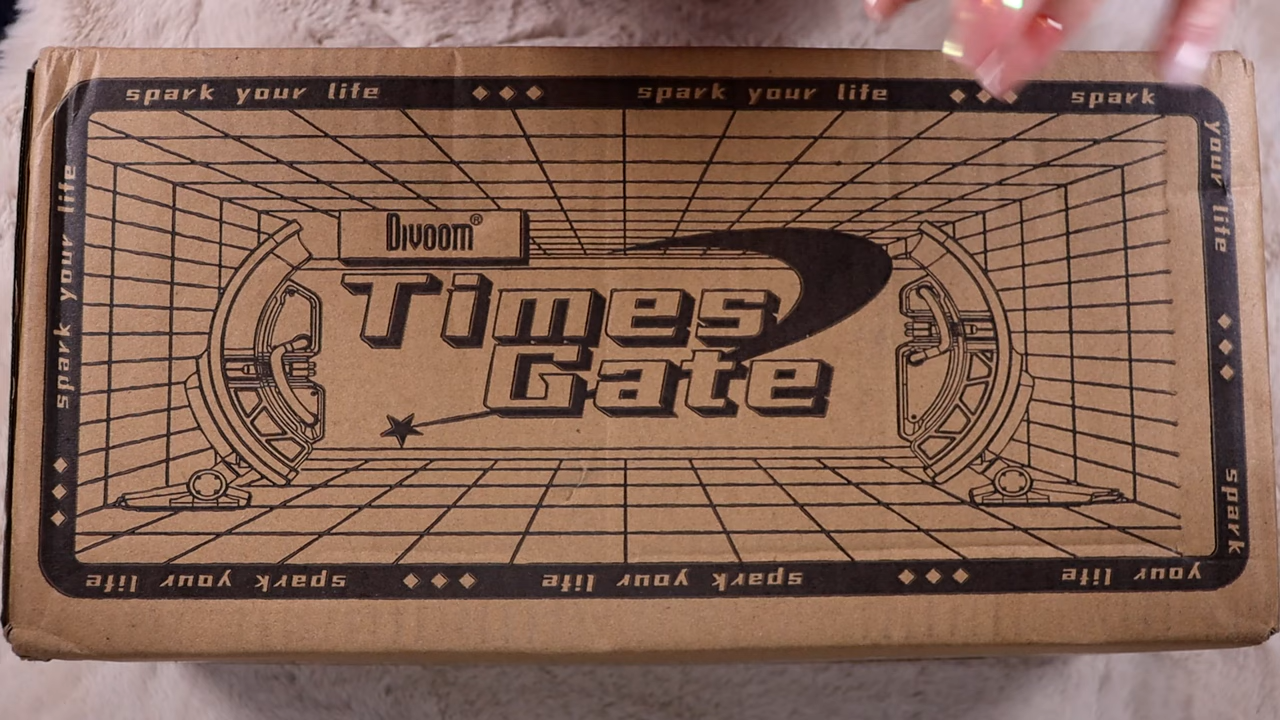 spark your life ◆◆◆ spark your life ◆◆◆ spark your life ◆◆◆ spark
Divoom®
Times
Gate
your life ◆◆◆ spark your life ◆◆◆ spark your life
◆◆◆ spark your life